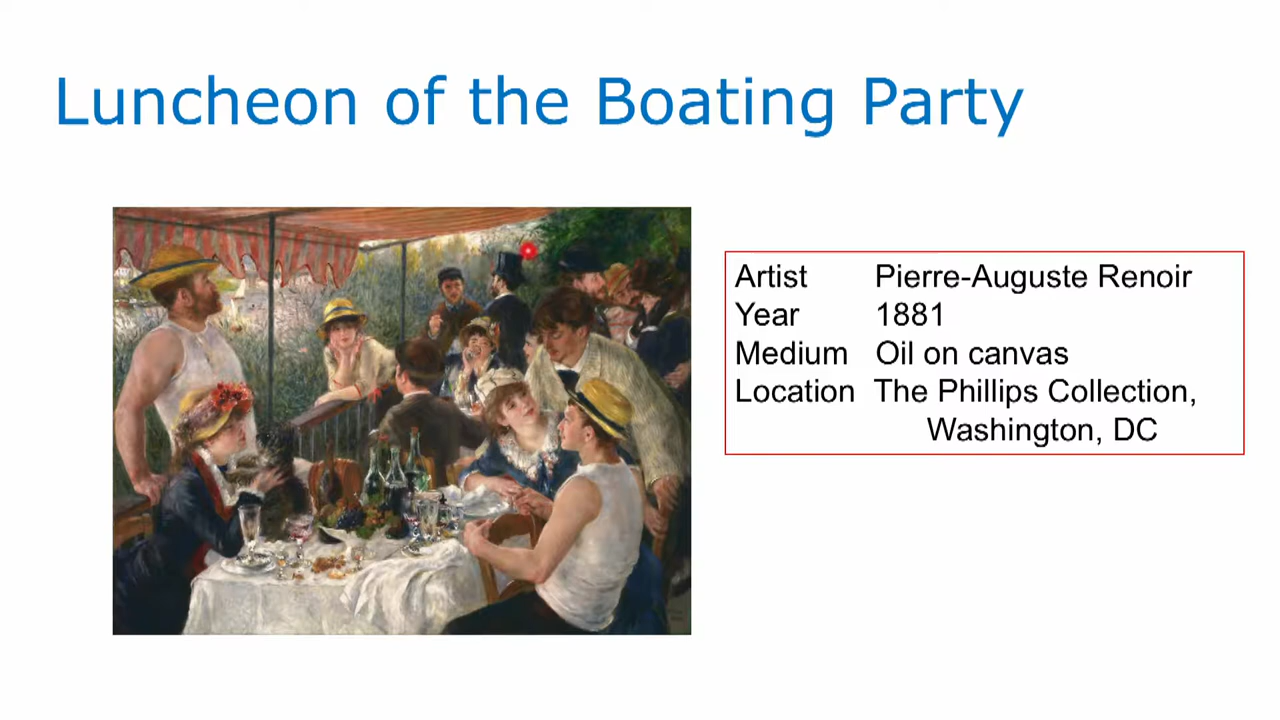 Luncheon of the Boating Party
Artist Pierre-Auguste Renoir
Year 1881
Medium Oil on canvas
Location The Phillips Collection,
Washington, DC